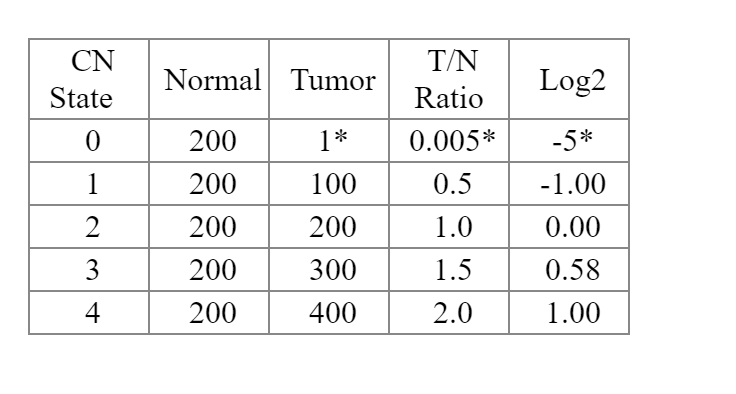 CN State | Normal | Tumor | T/N Ratio | Log2
0 | 200 | 1* | 0.005* | -5*
1 | 200 | 100 | 0.5 | -1.00
2 | 200 | 200 | 1.0 | 0.00
3 | 200 | 300 | 1.5 | 0.58
4 | 200 | 400 | 2.0 | 1.00